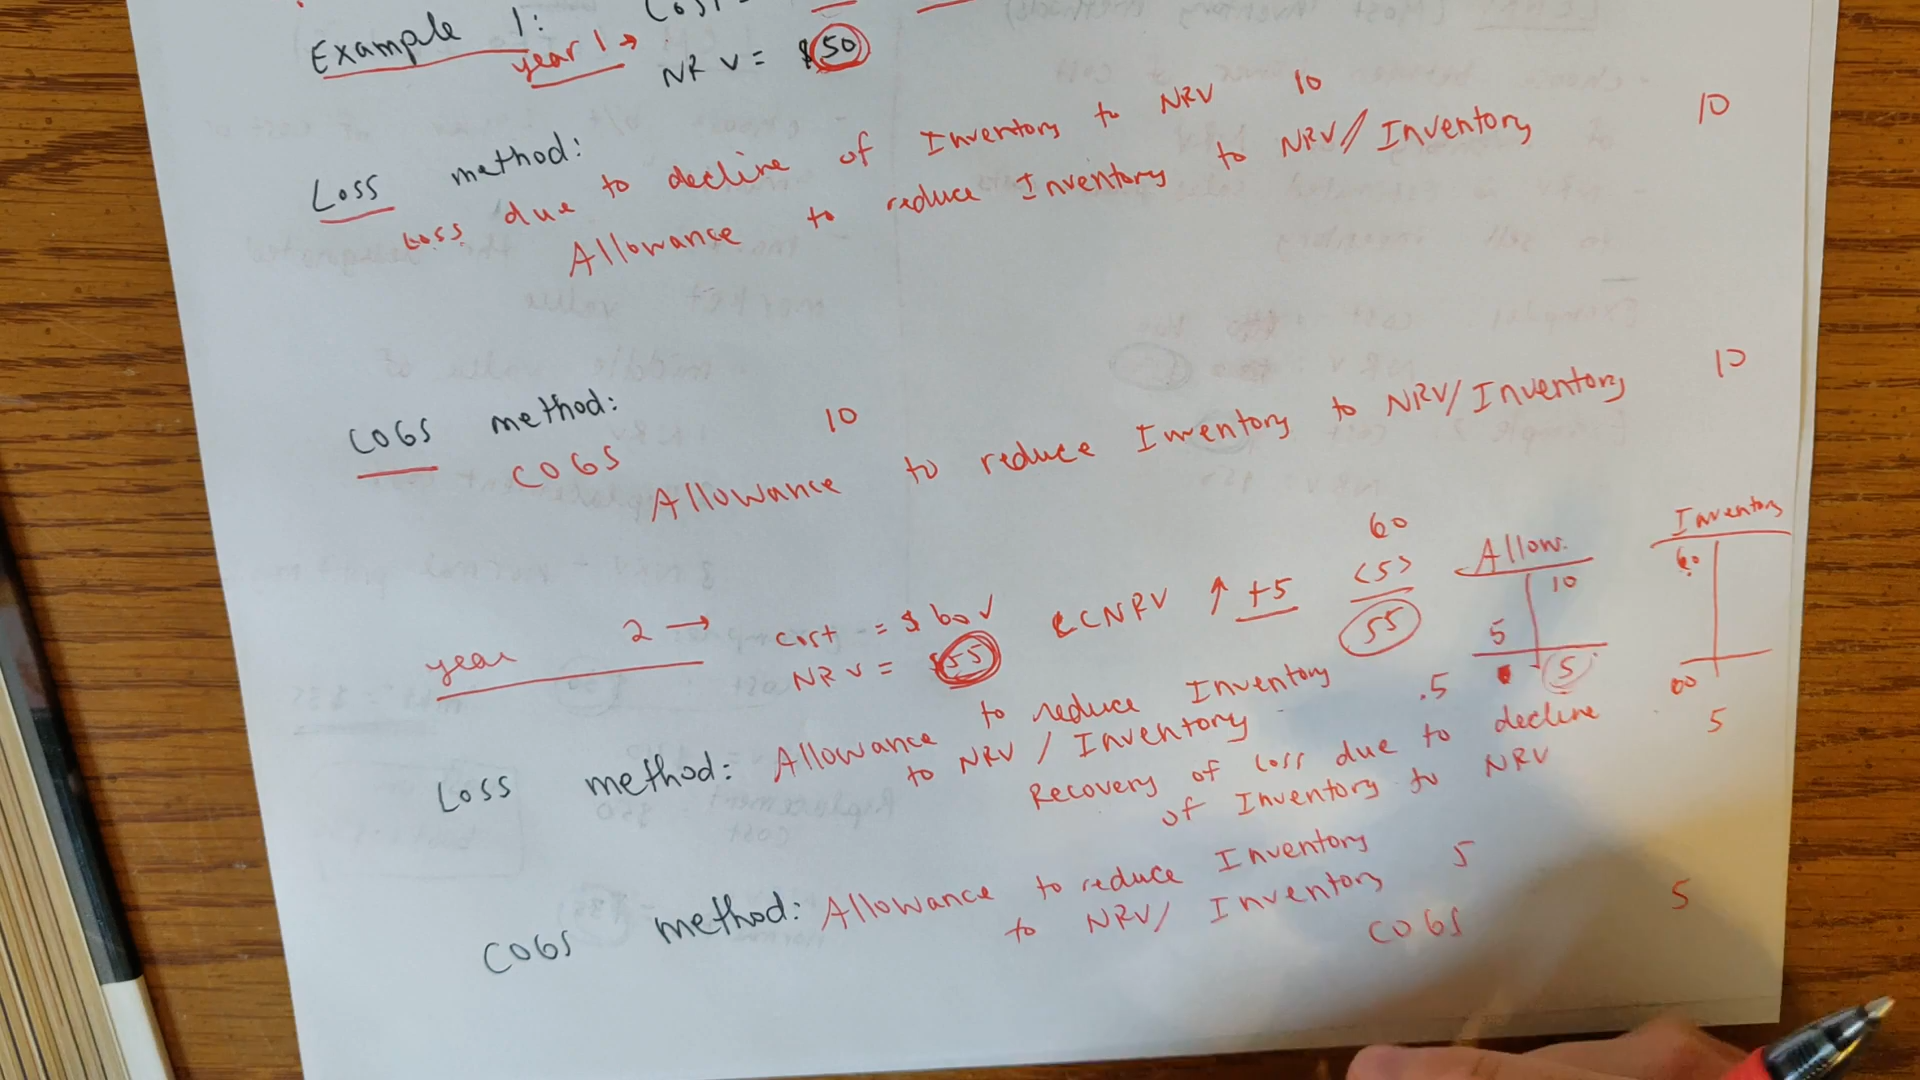 Example 1: Cost
year 1 → NRV = $50
Loss method:
Loss due to decline of Inventory to NRV 10
Allowance to reduce Inventory to NRV/Inventory 10
COGS method:
COGS 10
Allowance to reduce Inventory to NRV/Inventory 10
year 2 → cost = $60 ✓
NRV = $55
LCNRV ↑ +5
60
<5>
55
Allow.
10
5
5
Inventory
60
60
Loss method: Allowance to reduce Inventory .5
to NRV / Inventory
Recovery of loss due to decline 5
of Inventory to NRV
COGS method: Allowance to reduce Inventory 5
to NRV/ Inventory
COGS 5